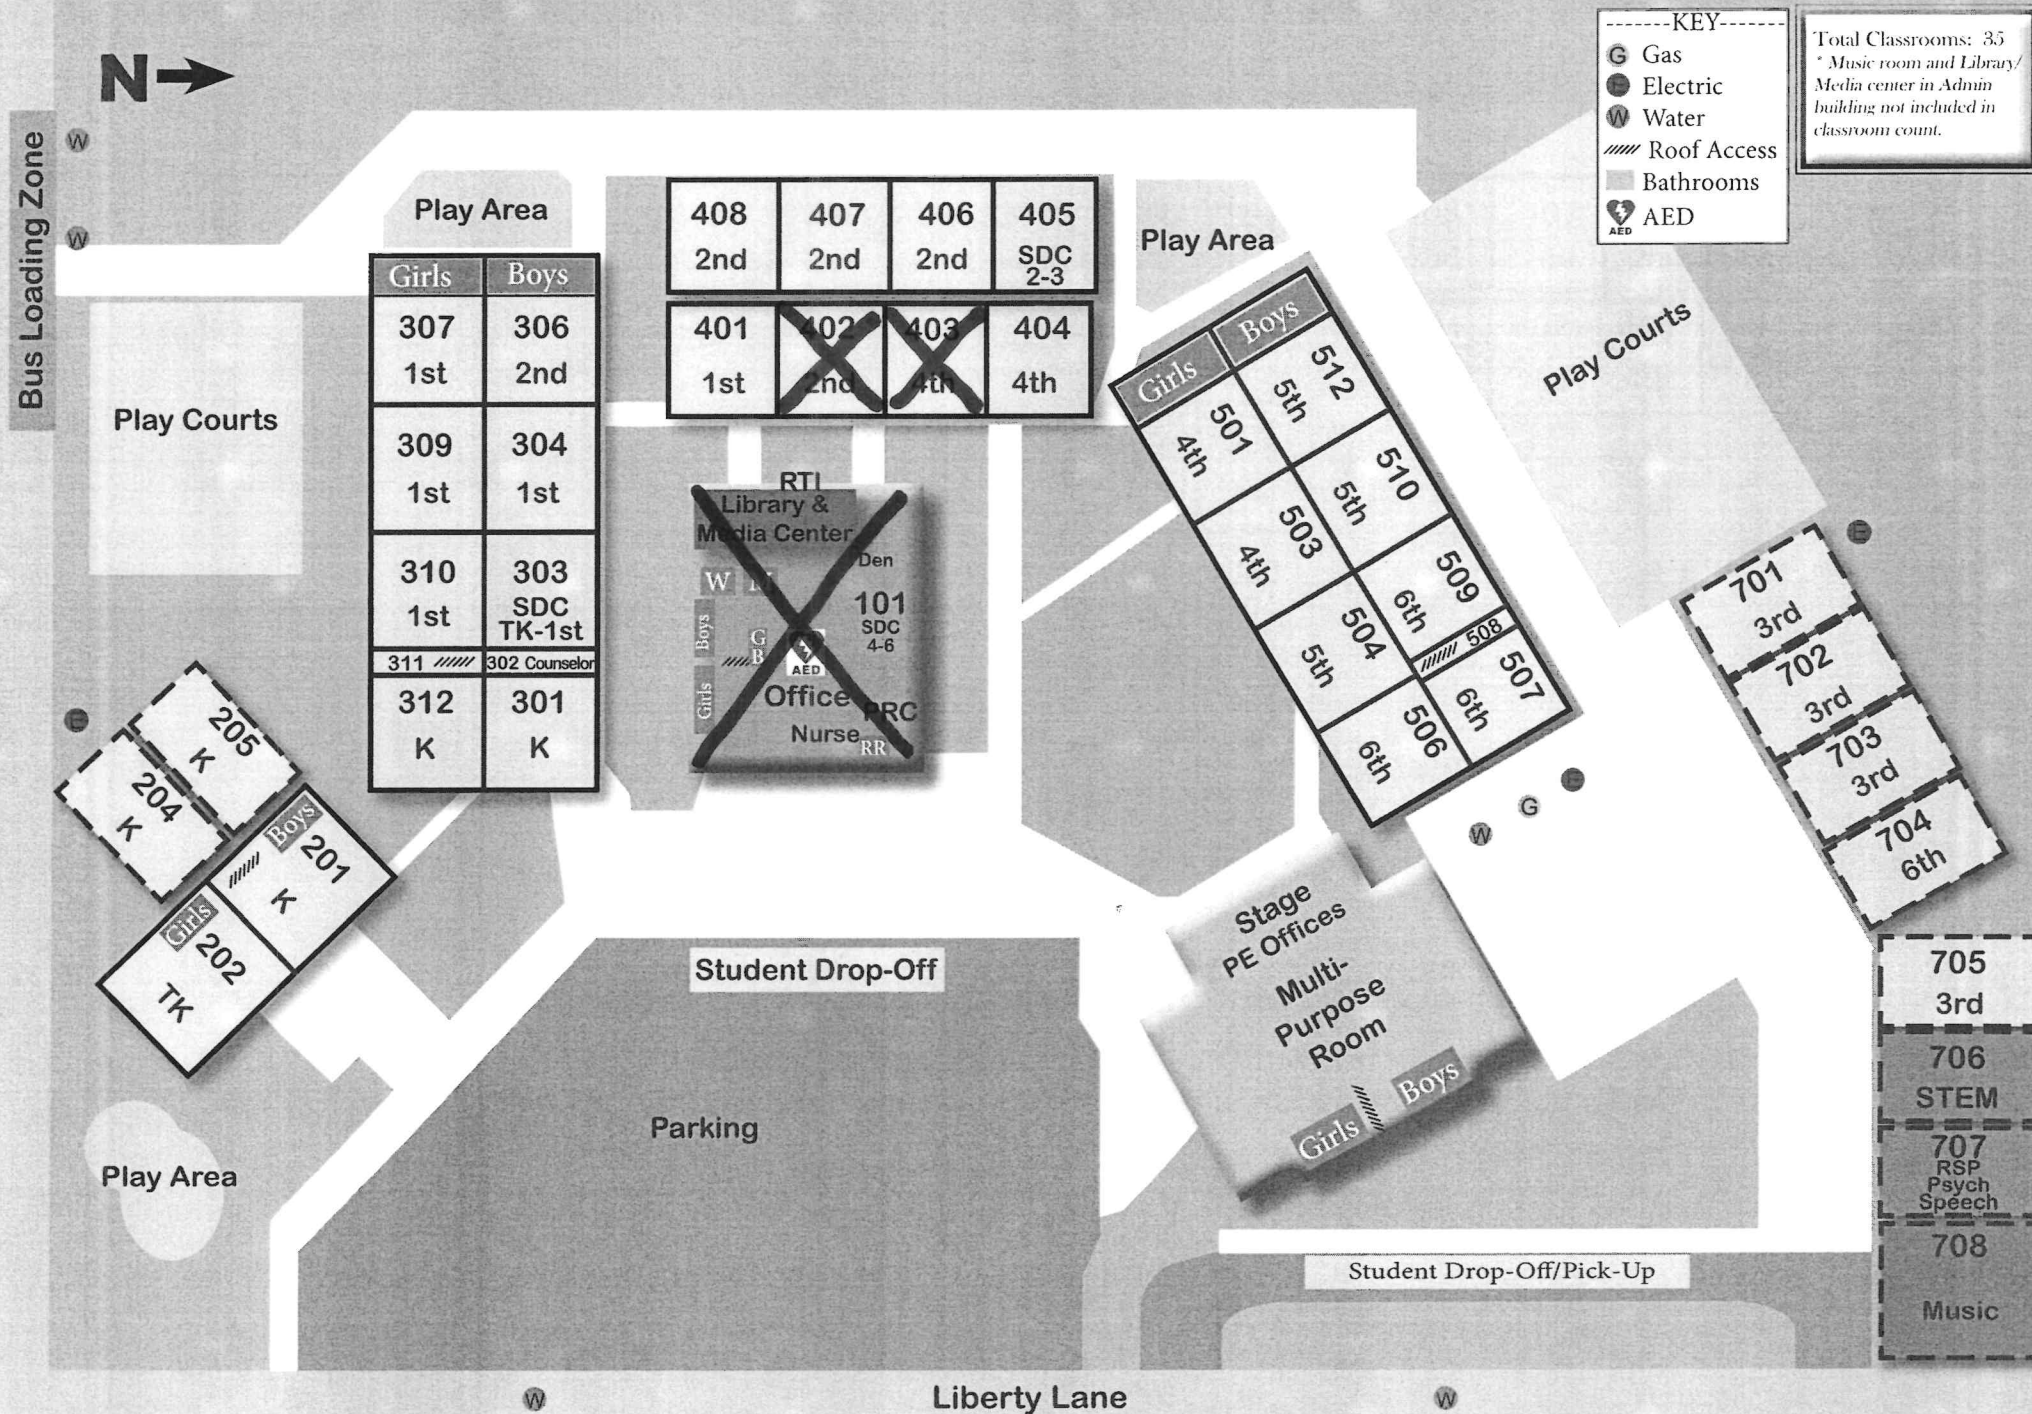 N
-------KEY-------
G Gas
E Electric
W Water
Roof Access
Bathrooms
AED AED
Total Classrooms: 35
* Music room and Library/
Media center in Admin
building not included in
classroom count.
Bus Loading Zone
W
W
Play Area
Play Courts
Girls Boys
307 306
1st 2nd
309 304
1st 1st
310 303
1st SDC
TK-1st
311 302 Counselor
312 301
K K
408 407 406 405
2nd 2nd 2nd SDC
2-3
401 402 403 404
1st 2nd 4th 4th
Play Area
Play Courts
RTI
Library &
Media Center
Den
W
101
SDC
4-6
Boys
G
B
AED
Girls
Office
PRC
Nurse
RR
Girls Boys
501 512
4th 5th
503 510
4th 5th
504 509
5th 6th
508
506 507
6th 6th
E
701
3rd
702
3rd
703
3rd
704
6th
705
3rd
706
STEM
707
RSP
Psych
Speech
708
Music
E
205
K
204
K
Boys
201
K
Girls
202
TK
Play Area
E
G
W
Stage
PE Offices
Multi-
Purpose
Room
Boys
Girls
Student Drop-Off
Parking
Student Drop-Off/Pick-Up
W
Liberty Lane
W